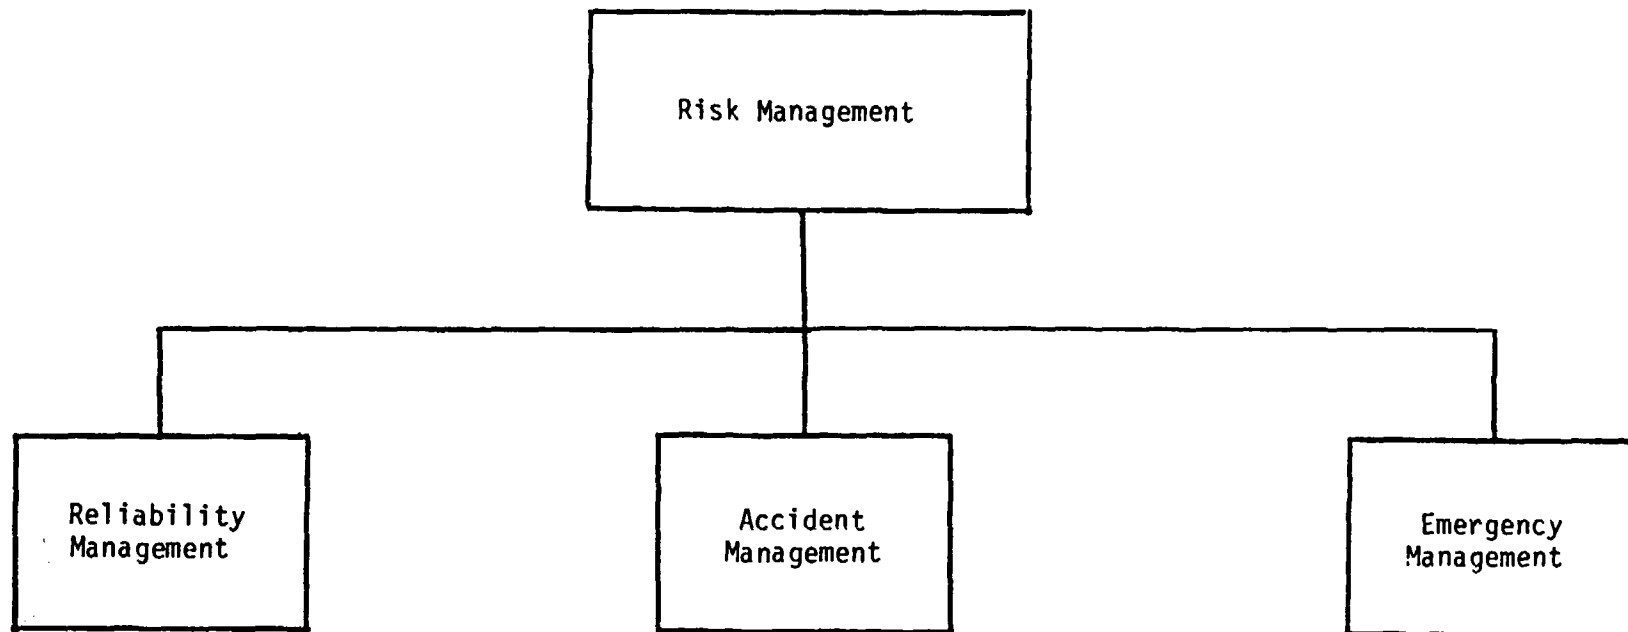 Risk Management
Reliability
Management
Accident
Management
Emergency
Management